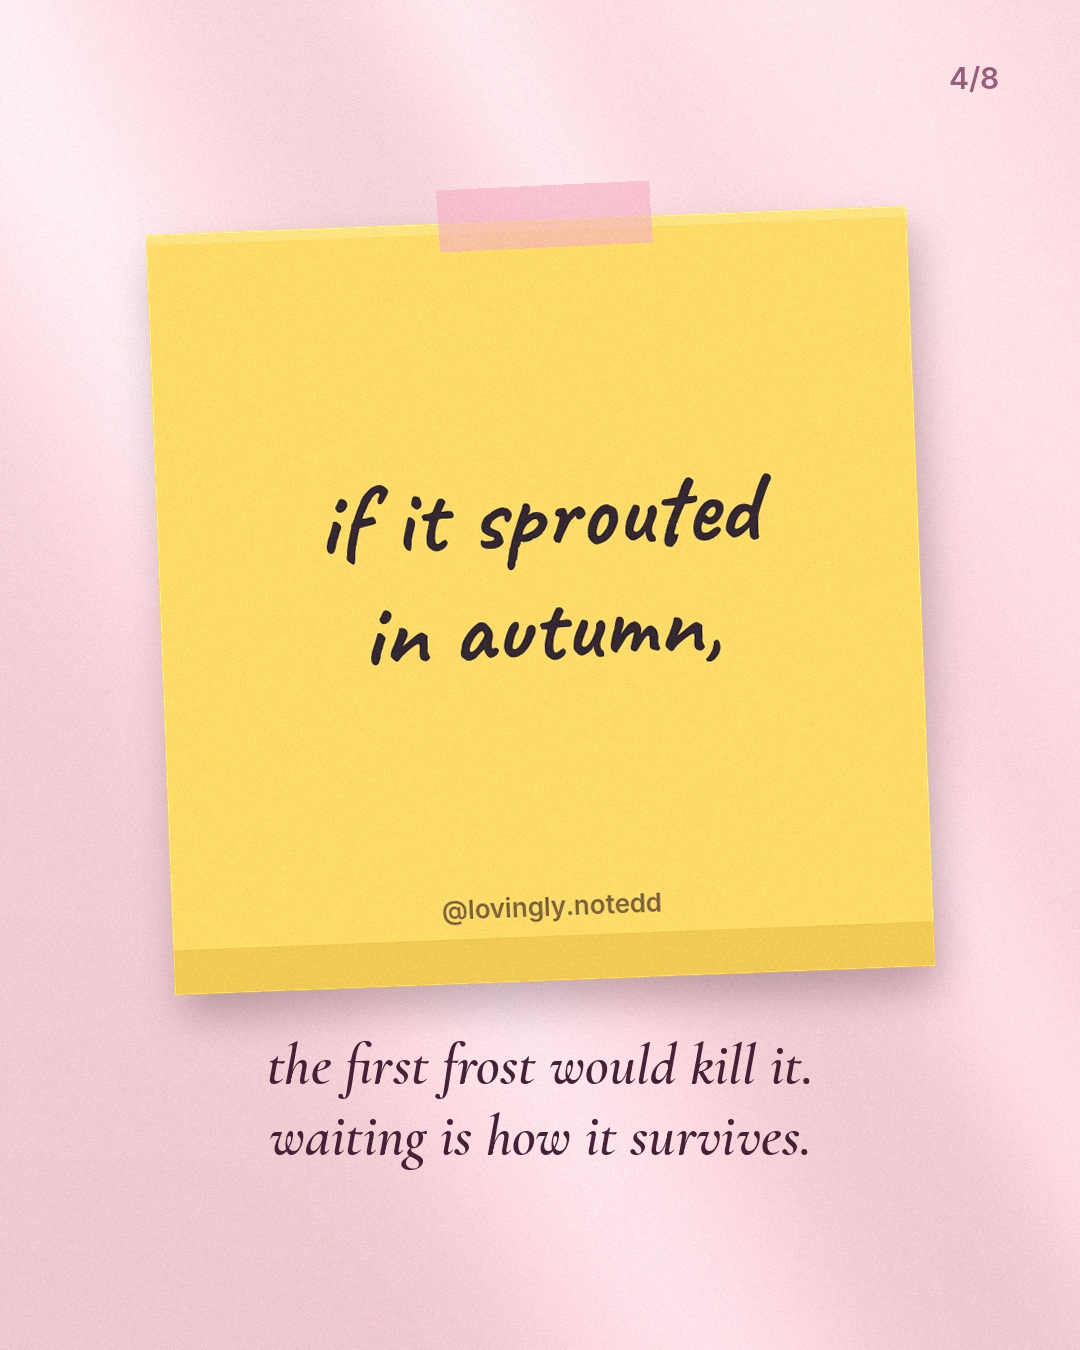 4/8
if it sprouted
in autumn,
@lovingly.notedd
the first frost would kill it.
waiting is how it survives.